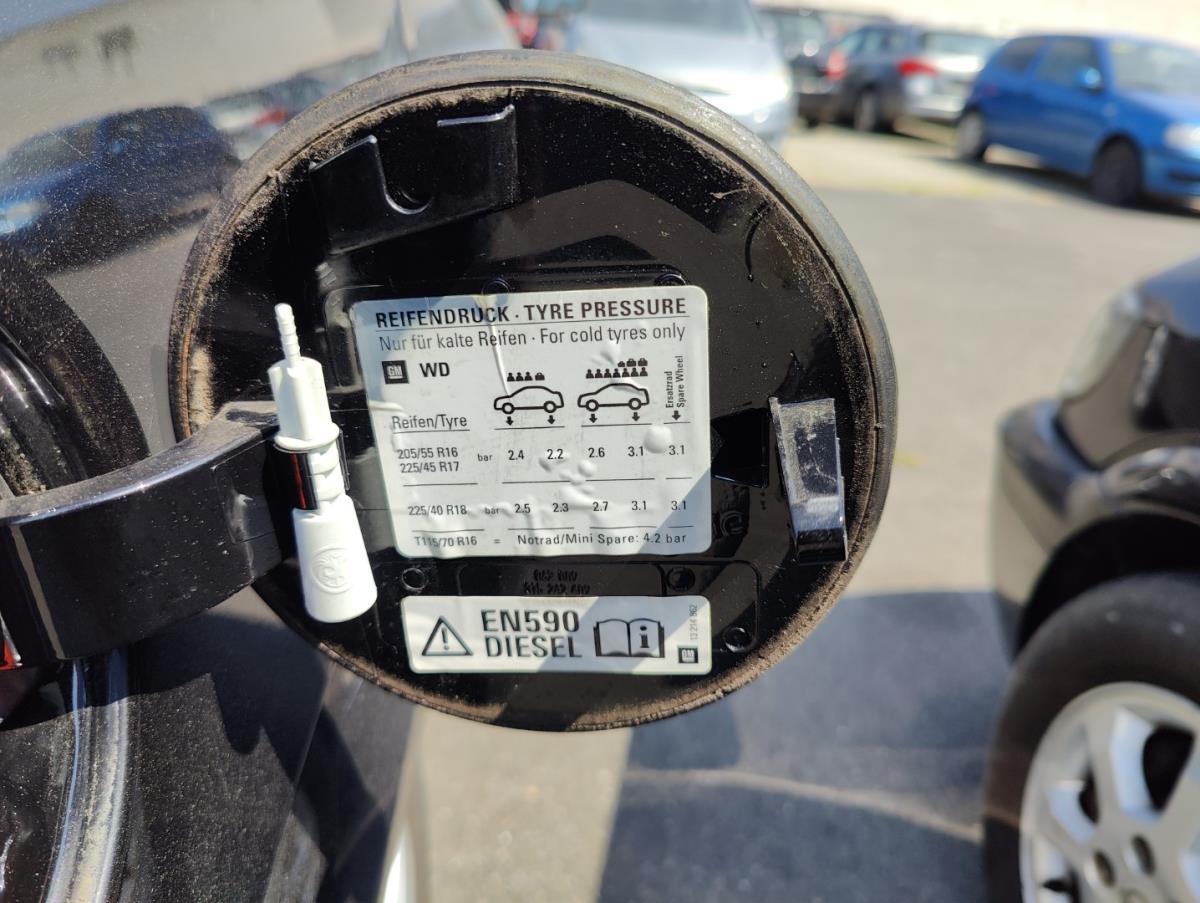 REIFENDRUCK · TYRE PRESSURE
Nur für kalte Reifen · For cold tyres only
GM WD
Ersatzrad
Spare Wheel
Reifen/Tyre
205/55 R16
225/45 R17
bar 2.4 2.2 2.6 3.1 3.1
225/40 R18 bar 2.5 2.3 2.7 3.1 3.1
T115/70 R16 = Notrad/Mini Spare: 4.2 bar
EN590
DIESEL
GM